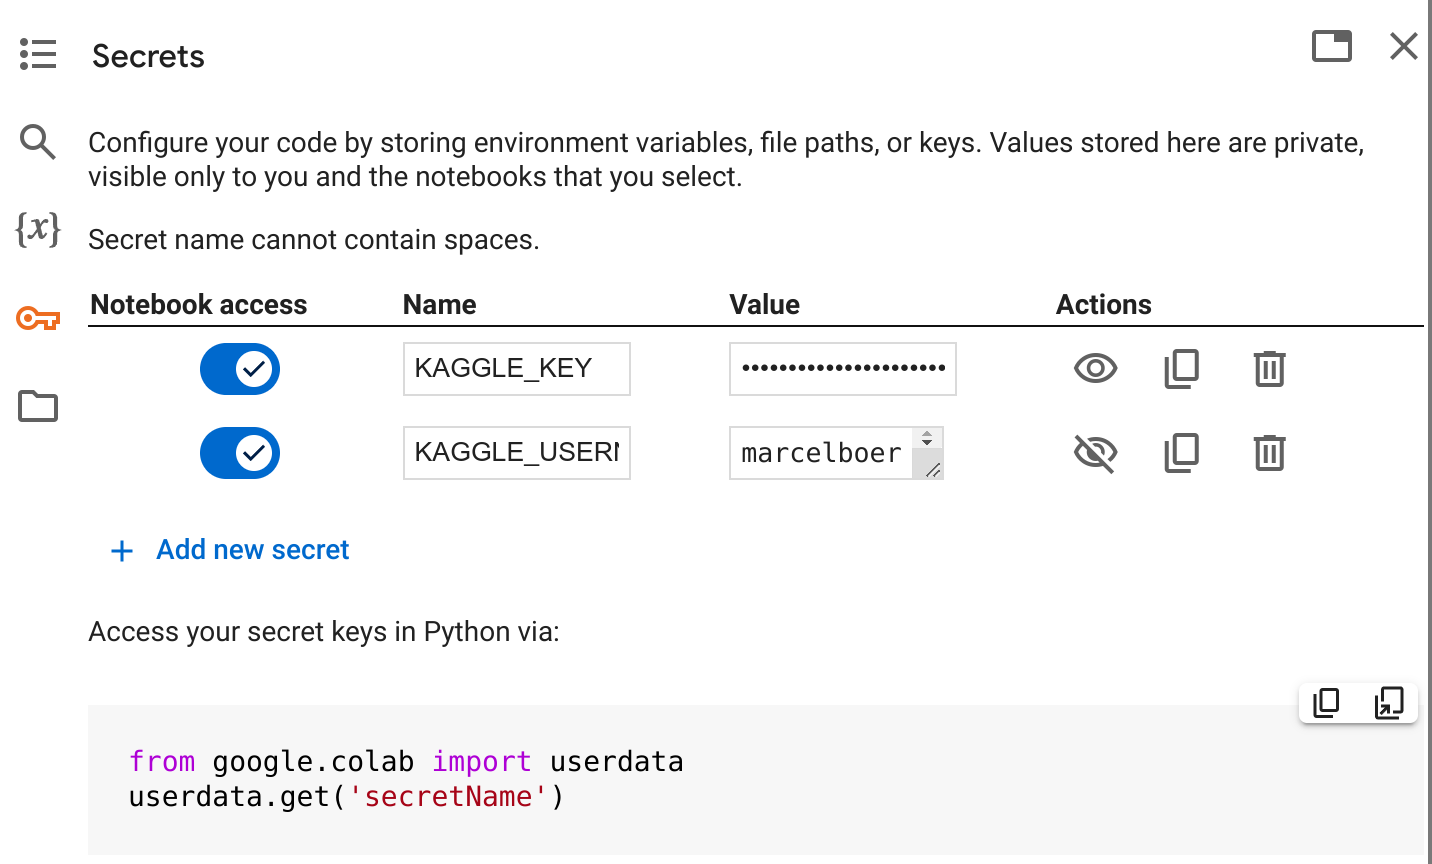 Secrets
Configure your code by storing environment variables, file paths, or keys. Values stored here are private,
visible only to you and the notebooks that you select.
{x}
Secret name cannot contain spaces.
Notebook access Name Value Actions
KAGGLE_KEY ••••••••••••••••••••••
KAGGLE_USERN marcelboer
+ Add new secret
Access your secret keys in Python via:
from google.colab import userdata
userdata.get('secretName')